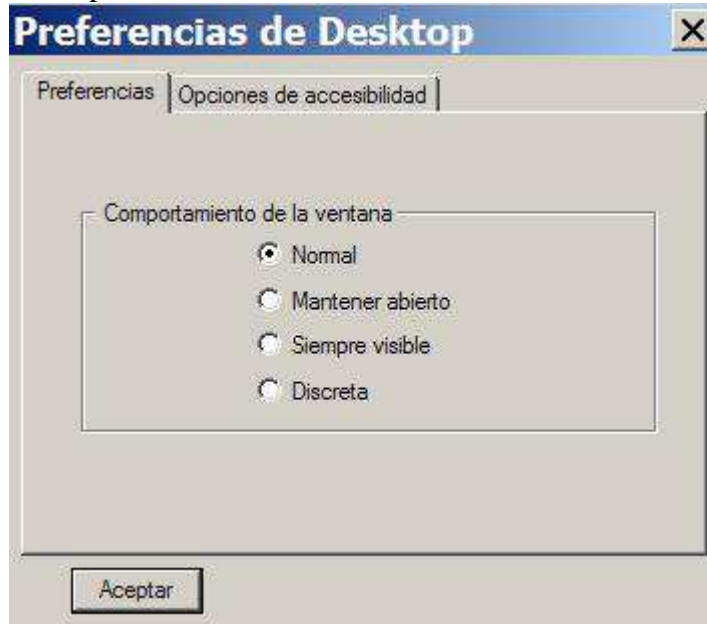 Preferencias de Desktop
Preferencias Opciones de accesibilidad
Comportamiento de la ventana
Normal
Mantener abierto
Siempre visible
Discreta
Aceptar